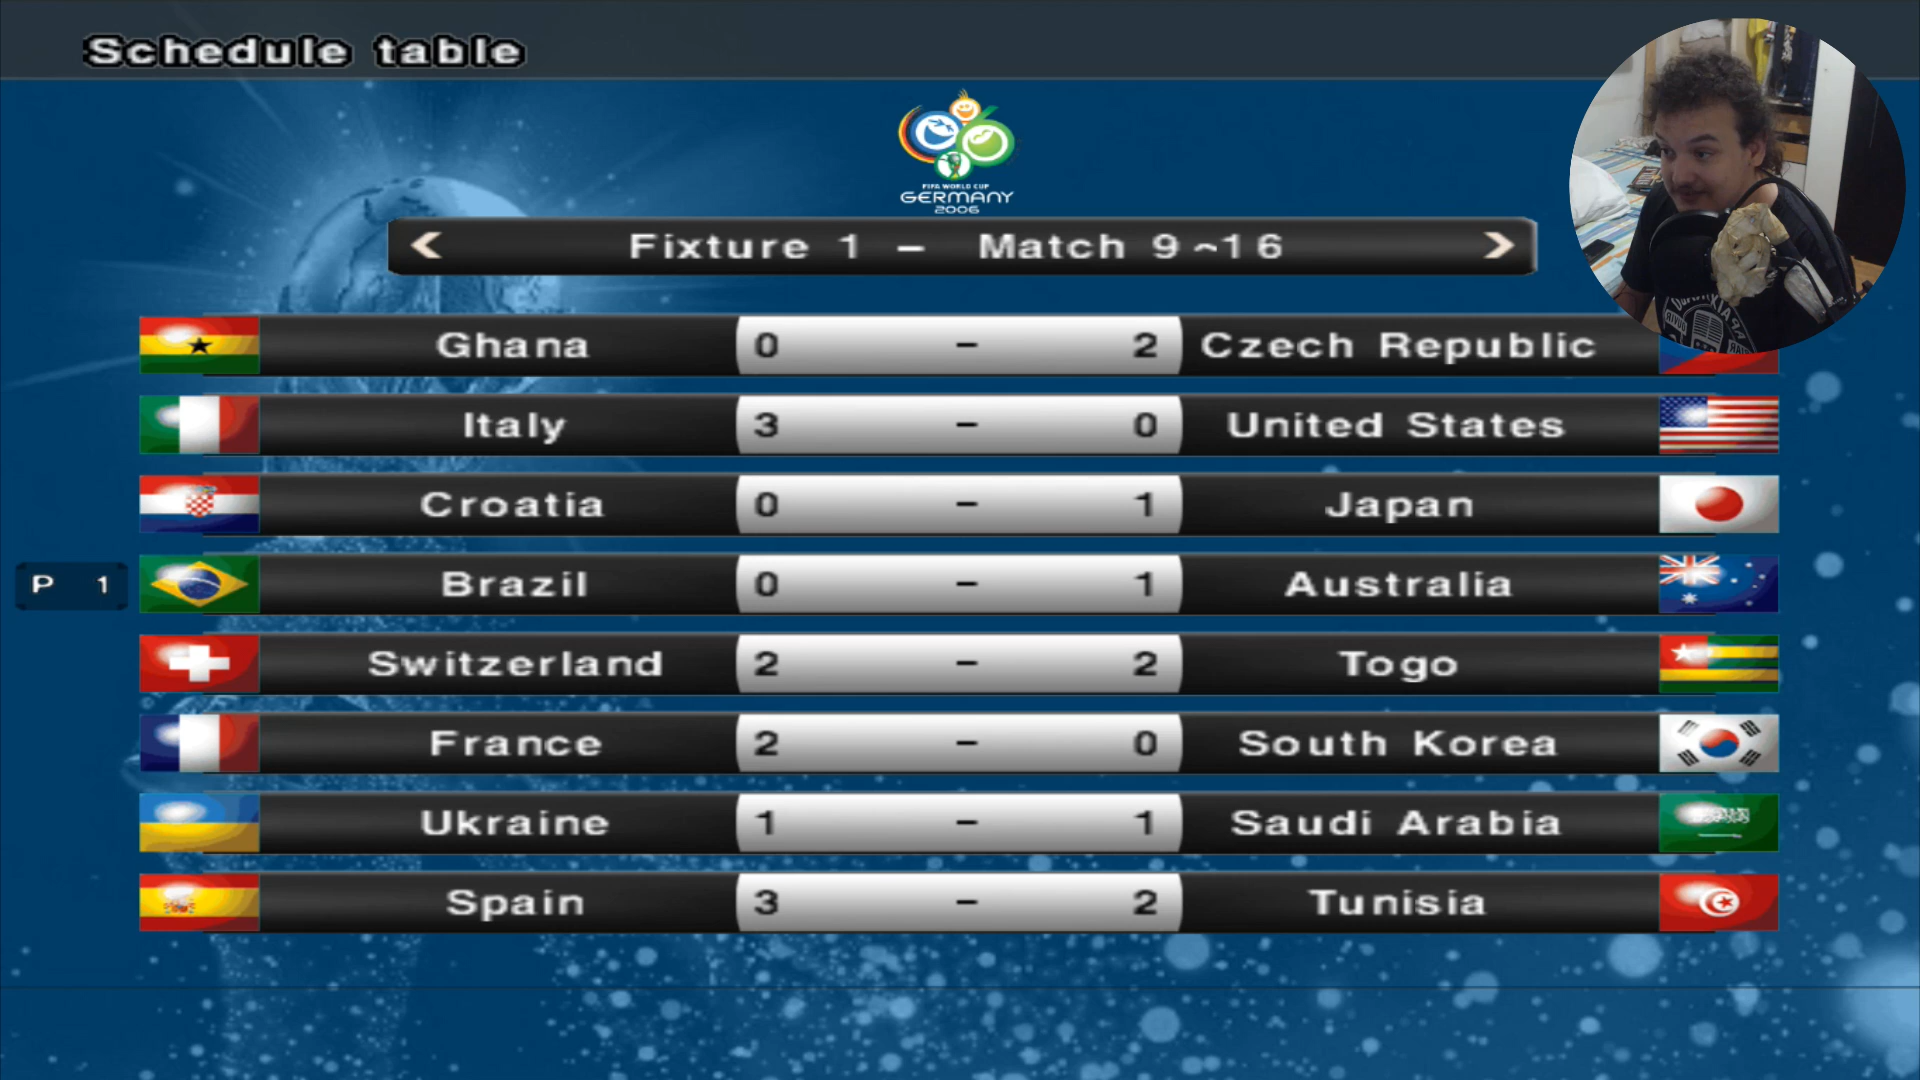 Schedule table
FIFA WORLD CUP
GERMANY
2006
Fixture 1 – Match 9~16
Ghana 0 – 2 Czech Republic
Italy 3 – 0 United States
Croatia 0 – 1 Japan
P 1 Brazil 0 – 1 Australia
Switzerland 2 – 2 Togo
France 2 – 0 South Korea
Ukraine 1 – 1 Saudi Arabia
Spain 3 – 2 Tunisia